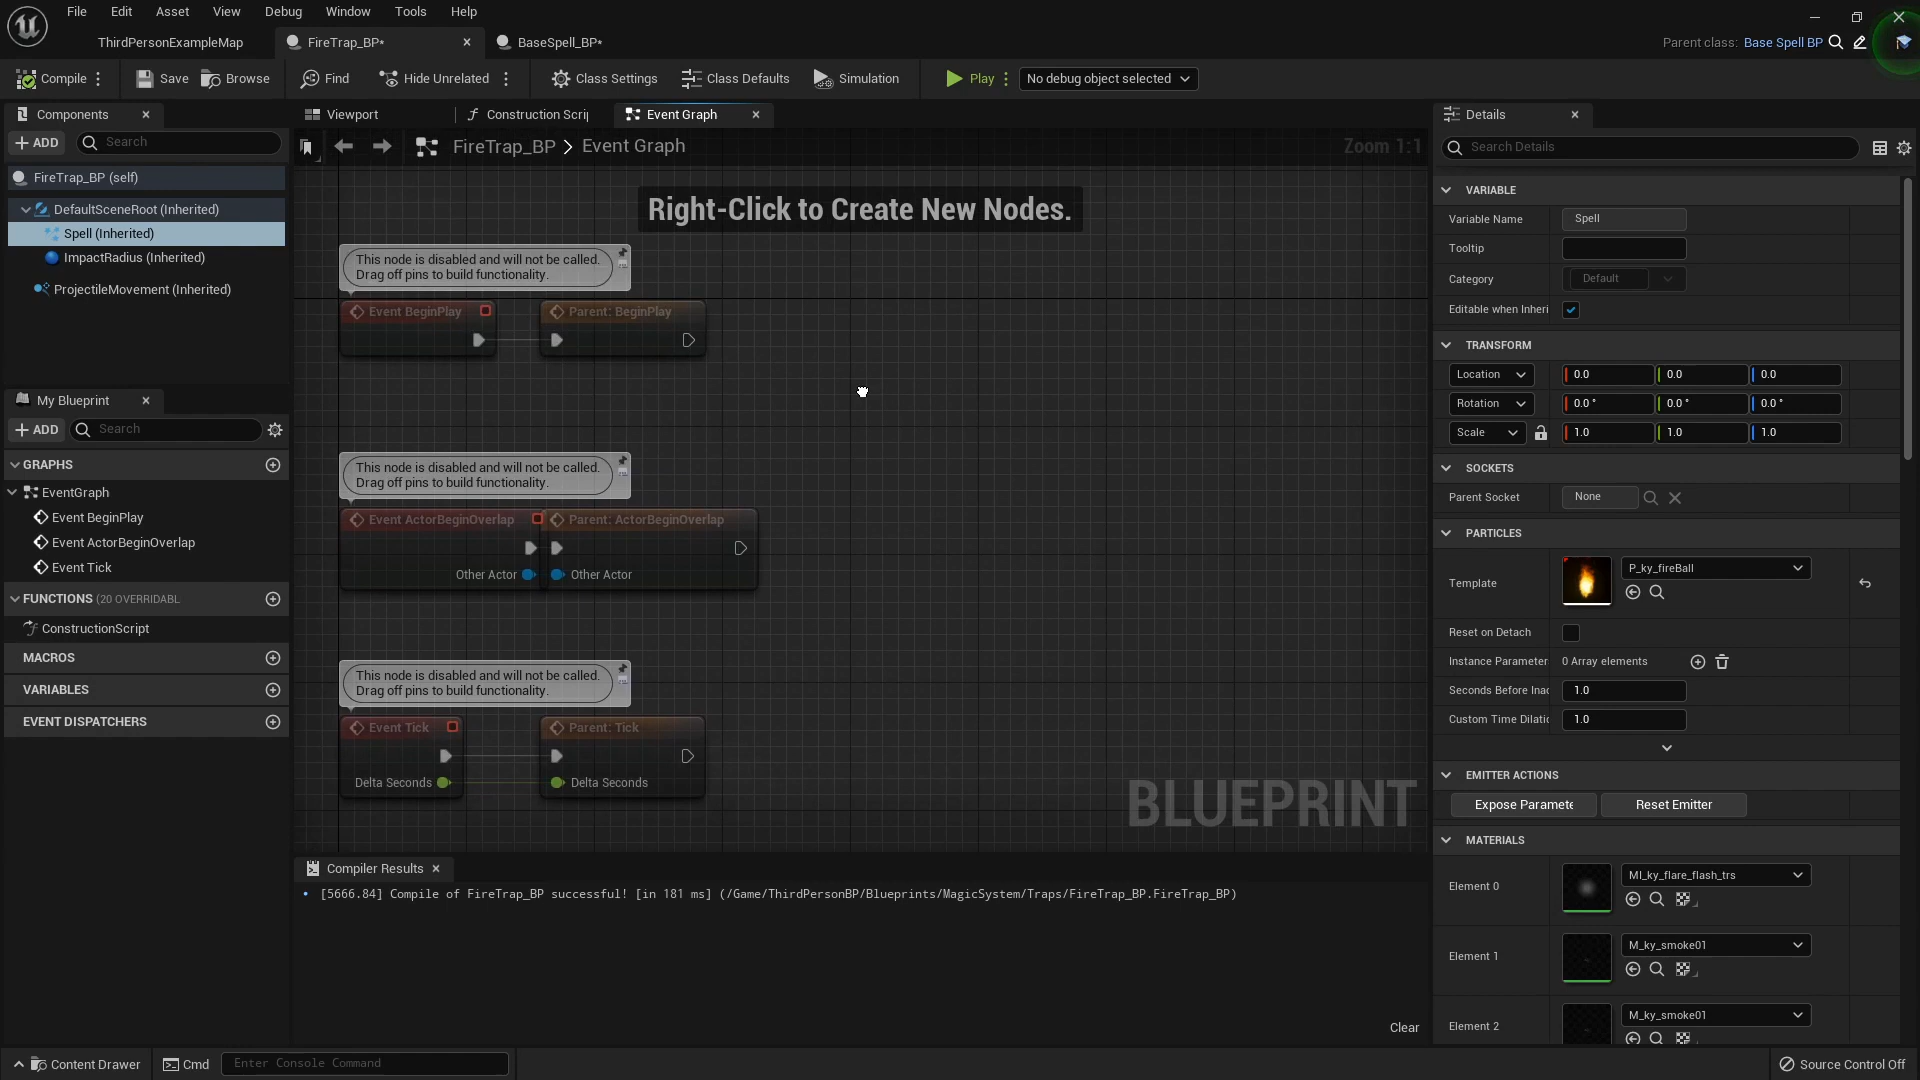 File Edit Asset View Debug Window Tools Help
ThirdPersonExampleMap
FireTrap_BP*
BaseSpell_BP*
Parent class: Base Spell BP
Compile
Save
Browse
Find
Hide Unrelated
Class Settings
Class Defaults
Simulation
Play
No debug object selected
Components
ADD
Search
FireTrap_BP (self)
DefaultSceneRoot (Inherited)
Spell (Inherited)
ImpactRadius (Inherited)
ProjectileMovement (Inherited)
My Blueprint
ADD
Search
GRAPHS
EventGraph
Event BeginPlay
Event ActorBeginOverlap
Event Tick
FUNCTIONS (20 OVERRIDABL
ConstructionScript
MACROS
VARIABLES
EVENT DISPATCHERS
Viewport
Construction Scrip
Event Graph
FireTrap_BP > Event Graph
Zoom 1:1
Right-Click to Create New Nodes.
This node is disabled and will not be called.
Drag off pins to build functionality.
Event BeginPlay
Parent: BeginPlay
This node is disabled and will not be called.
Drag off pins to build functionality.
Event ActorBeginOverlap
Parent: ActorBeginOverlap
Other Actor
Other Actor
This node is disabled and will not be called.
Drag off pins to build functionality.
Event Tick
Parent: Tick
Delta Seconds
Delta Seconds
BLUEPRINT
Compiler Results
[5666.84] Compile of FireTrap_BP successful! [in 181 ms] (/Game/ThirdPersonBP/Blueprints/MagicSystem/Traps/FireTrap_BP.FireTrap_BP)
Clear
Details
Search Details
VARIABLE
Variable Name Spell
Tooltip
Category Default
Editable when Inheri
TRANSFORM
Location 0.0 0.0 0.0
Rotation 0.0 ° 0.0 ° 0.0 °
Scale 1.0 1.0 1.0
SOCKETS
Parent Socket None
PARTICLES
Template P_ky_fireBall
Reset on Detach
Instance Parameter 0 Array elements
Seconds Before Inac 1.0
Custom Time Dilatic 1.0
EMITTER ACTIONS
Expose Paramete Reset Emitter
MATERIALS
Element 0 MI_ky_flare_flash_trs
Element 1 M_ky_smoke01
Element 2 M_ky_smoke01
Content Drawer
Cmd
Enter Console Command
Source Control Off